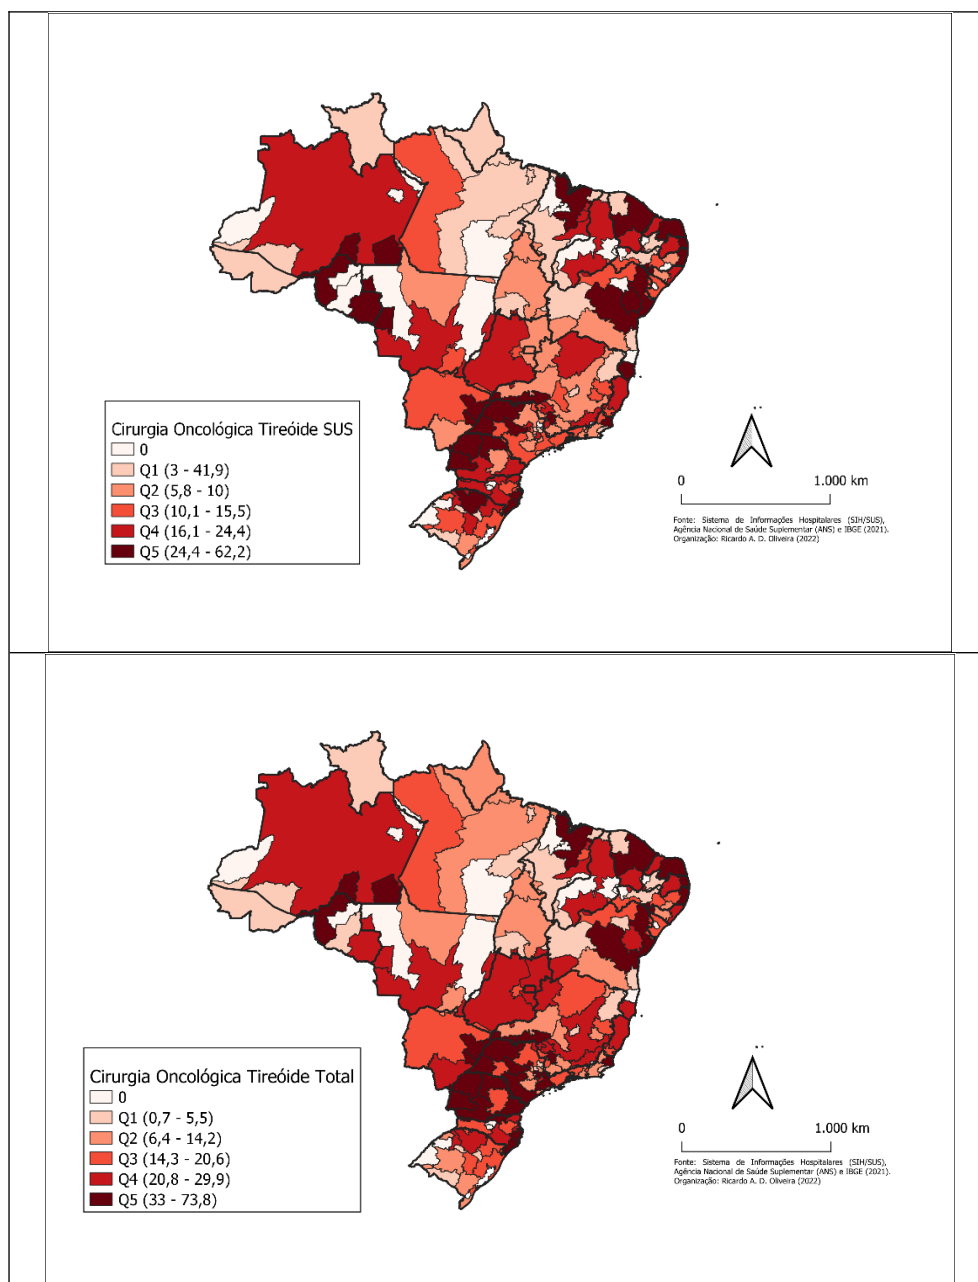 Cirurgia Oncológica Tireóide SUS
0
Q1 (3 - 41,9)
Q2 (5,8 - 10)
Q3 (10,1 - 15,5)
Q4 (16,1 - 24,4)
Q5 (24,4 - 62,2)
0 1.000 km
Fonte: Sistema de Informações Hospitalares (SIH/SUS),
Agência Nacional de Saúde Suplementar (ANS) e IBGE (2021).
Organização: Ricardo A. D. Oliveira (2022)
Cirurgia Oncológica Tireóide Total
0
Q1 (0,7 - 5,5)
Q2 (6,4 - 14,2)
Q3 (14,3 - 20,6)
Q4 (20,8 - 29,9)
Q5 (33 - 73,8)
0 1.000 km
Fonte: Sistema de Informações Hospitalares (SIH/SUS),
Agência Nacional de Saúde Suplementar (ANS) e IBGE (2021).
Organização: Ricardo A. D. Oliveira (2022)